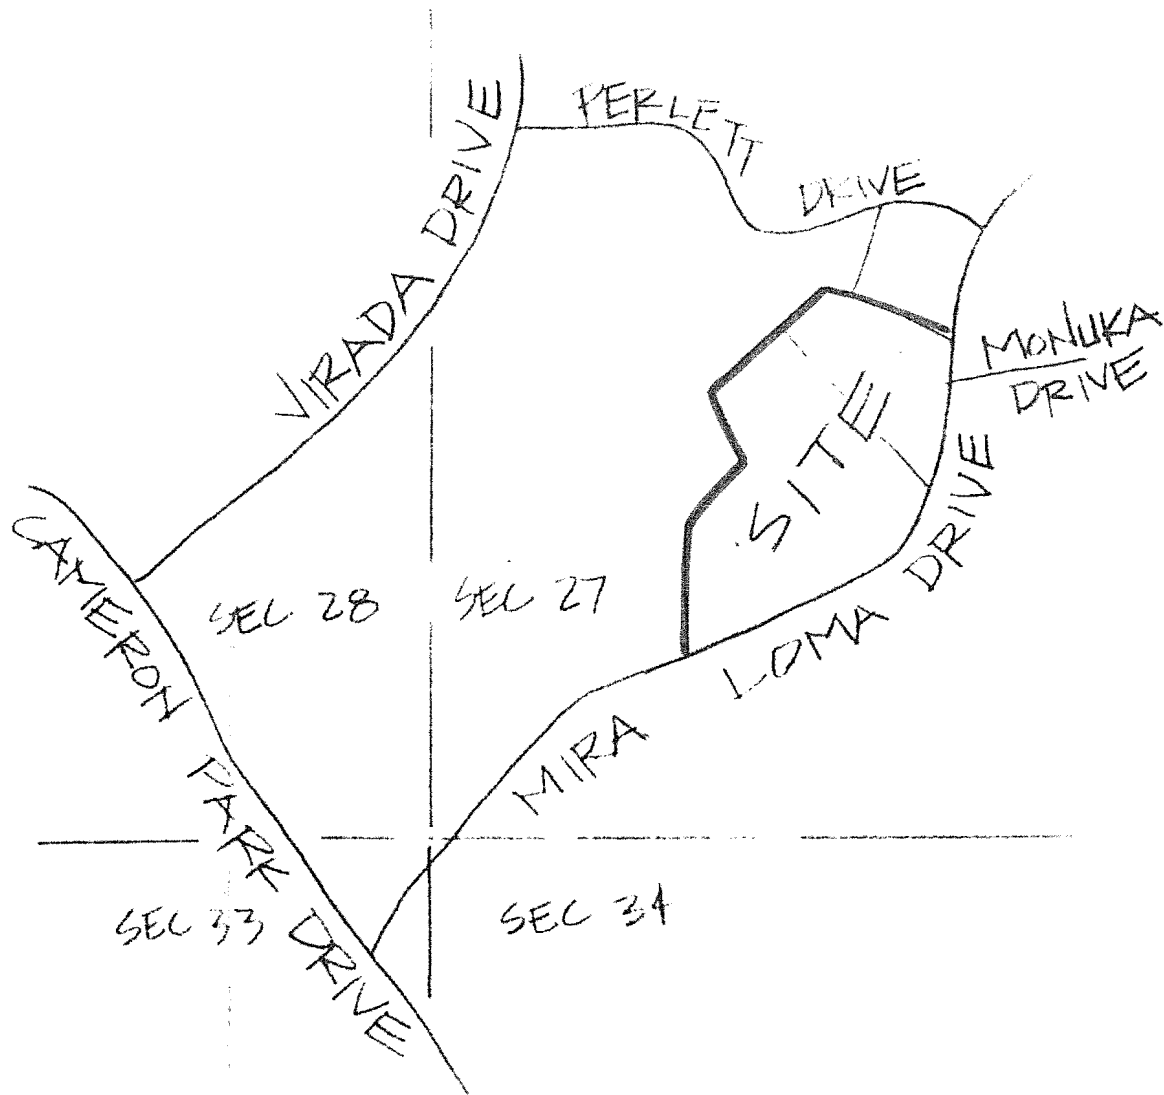 PERLETT DRIVE
VIRADA DRIVE
MONUKA
DRIVE
SITE
CAMERON PARK DRIVE
SEC 28
SEC 27
MIRA LOMA DRIVE
SEC 33
SEC 34